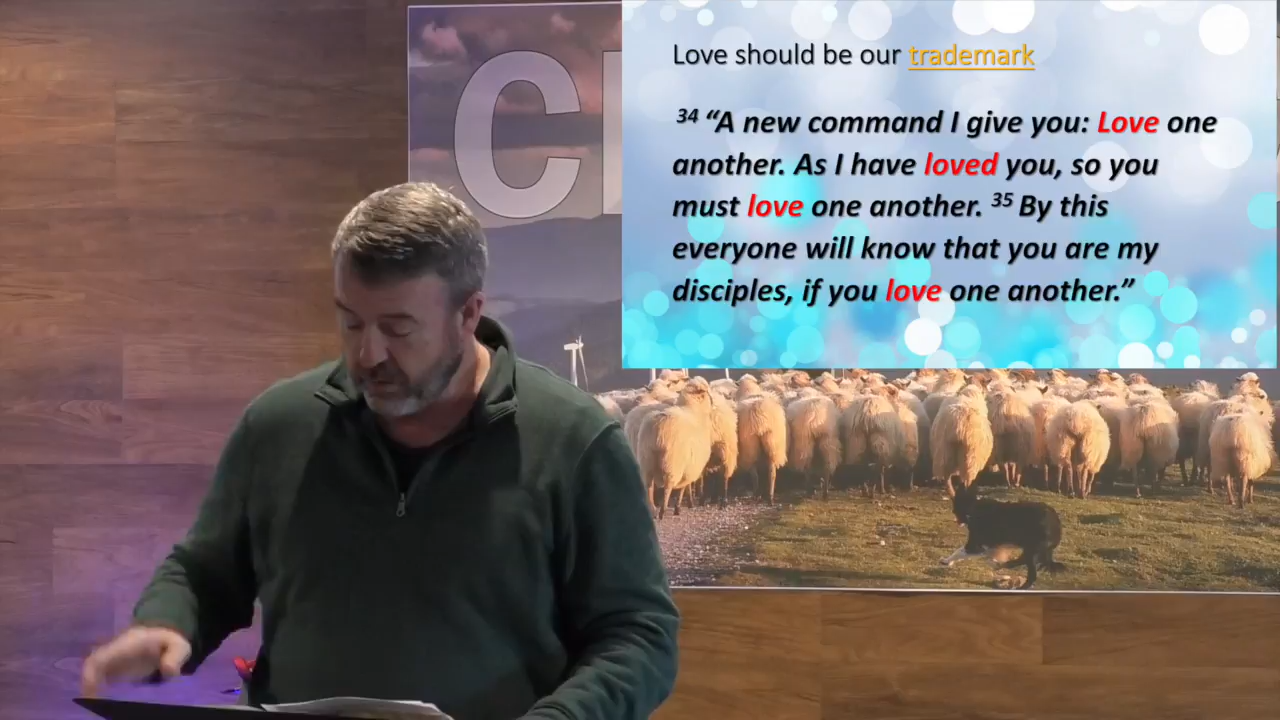 C
Love should be our trademark
34 “A new command I give you: Love one
another. As I have loved you, so you
must love one another. 35 By this
everyone will know that you are my
disciples, if you love one another.”